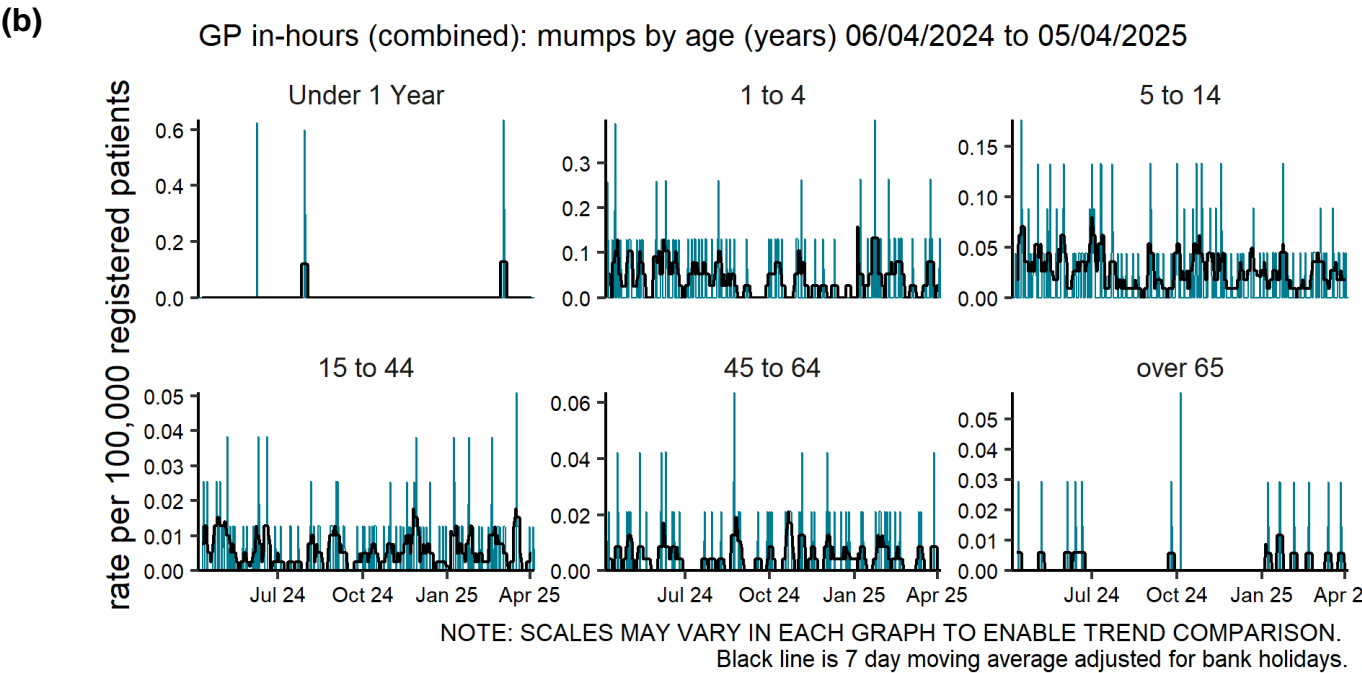 (b)
GP in-hours (combined): mumps by age (years) 06/04/2024 to 05/04/2025
rate per 100,000 registered patients
Under 1 Year
0.6
0.4
0.2
0.0
1 to 4
0.3
0.2
0.1
0.0
5 to 14
0.15
0.10
0.05
0.00
15 to 44
0.05
0.04
0.03
0.02
0.01
0.00
Jul 24 Oct 24 Jan 25 Apr 25
45 to 64
0.06
0.04
0.02
0.00
Jul 24 Oct 24 Jan 25 Apr 25
over 65
0.05
0.04
0.03
0.02
0.01
0.00
Jul 24 Oct 24 Jan 25 Apr 2
NOTE: SCALES MAY VARY IN EACH GRAPH TO ENABLE TREND COMPARISON.
Black line is 7 day moving average adjusted for bank holidays.